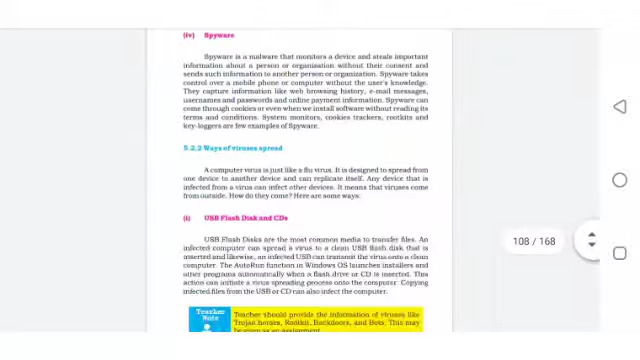 (iv) Spyware
Spyware is a malware that monitors a device and steals important
information about a person or organisation without their consent and
sends such information to another person or organization. Spyware takes
control over a mobile phone or computer without the user's knowledge.
They capture information like web browsing history, e-mail messages,
usernames and passwords and online payment information. Spyware can
come through cookies or even when we install software without reading its
terms and conditions. System monitors, cookies trackers, rootkits and
key-loggers are few examples of Spyware.
5.2.2 Ways of viruses spread
A computer virus is just like a flu virus. It is designed to spread from
one device to another device and can replicate itself. Any device that is
infected from a virus can infect other devices. It means that viruses come
from outside. How do they come? Here are some ways:
(i) USB Flash Disk and CDs
USB Flash Disks are the most common media to transfer files. An
infected computer can spread a virus to a clean USB flash disk that is
inserted and likewise, an infected USB can transmit the virus onto a clean
computer. The AutoRun function in Windows OS launches installers and
other programs automatically when a flash drive or CD is inserted. This
action can initiate a virus spreading process onto the computer. Copying
infected files from the USB or CD can also infect the computer.
Teacher
Note
Teacher should provide the information of viruses like
Trojan horses, Rootkit, Backdoors, and Bots. This may
be given as an assignment.
108 / 168